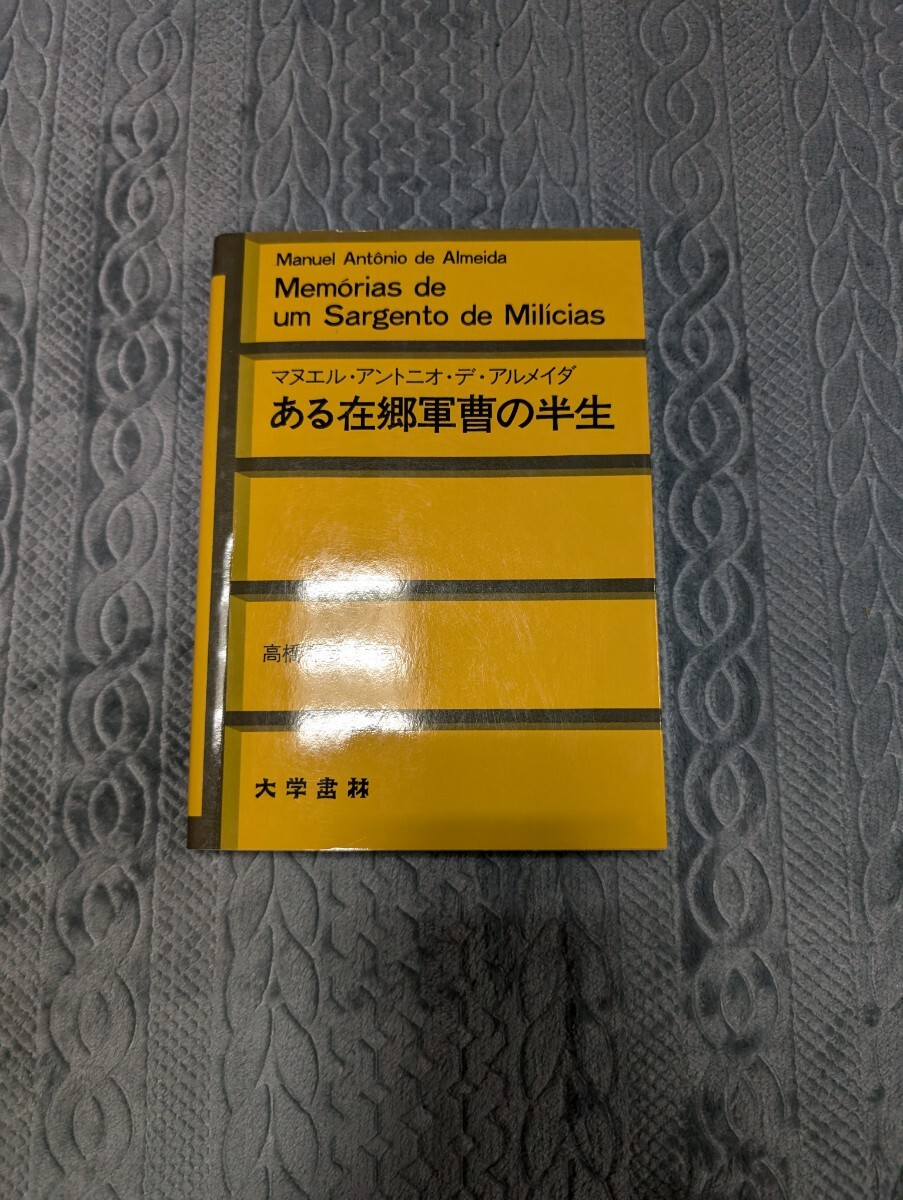 Manuel Antônio de Almeida
Memórias de
um Sargento de Milícias
マヌエル・アントニオ・デ・アルメイダ
ある在郷軍曹の半生
高橋
大学書林